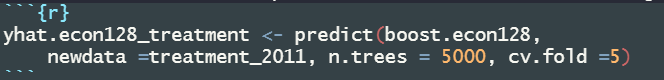 ```{r}
yhat.econ128_treatment <- predict(boost.econ128,
newdata =treatment_2011, n.trees = 5000, cv.fold =5)
```